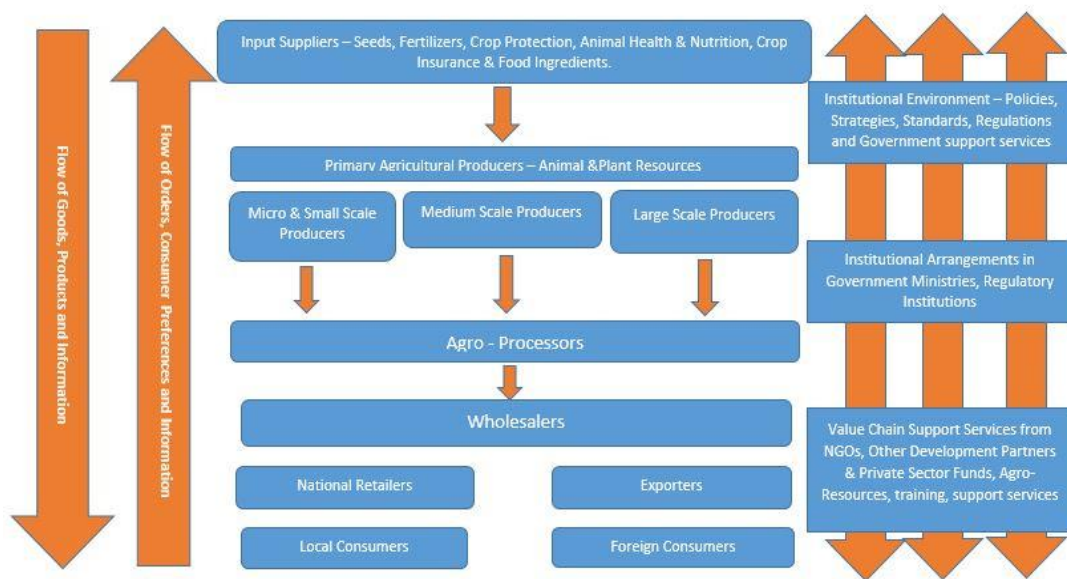 Flow of Goods, Products and Information
Flow of Orders, Consumer Preferences and Information
Input Suppliers – Seeds, Fertilizers, Crop Protection, Animal Health & Nutrition, Crop
Insurance & Food Ingredients.
Primary Agricultural Producers – Animal &Plant Resources
Micro & Small Scale
Producers
Medium Scale Producers
Large Scale Producers
Agro - Processors
Wholesalers
National Retailers
Exporters
Local Consumers
Foreign Consumers
Institutional Environment – Policies,
Strategies, Standards, Regulations
and Government support services
Institutional Arrangements in
Government Ministries, Regulatory
Institutions
Value Chain Support Services from
NGOs, Other Development Partners
& Private Sector Funds, Agro-
Resources, training, support services